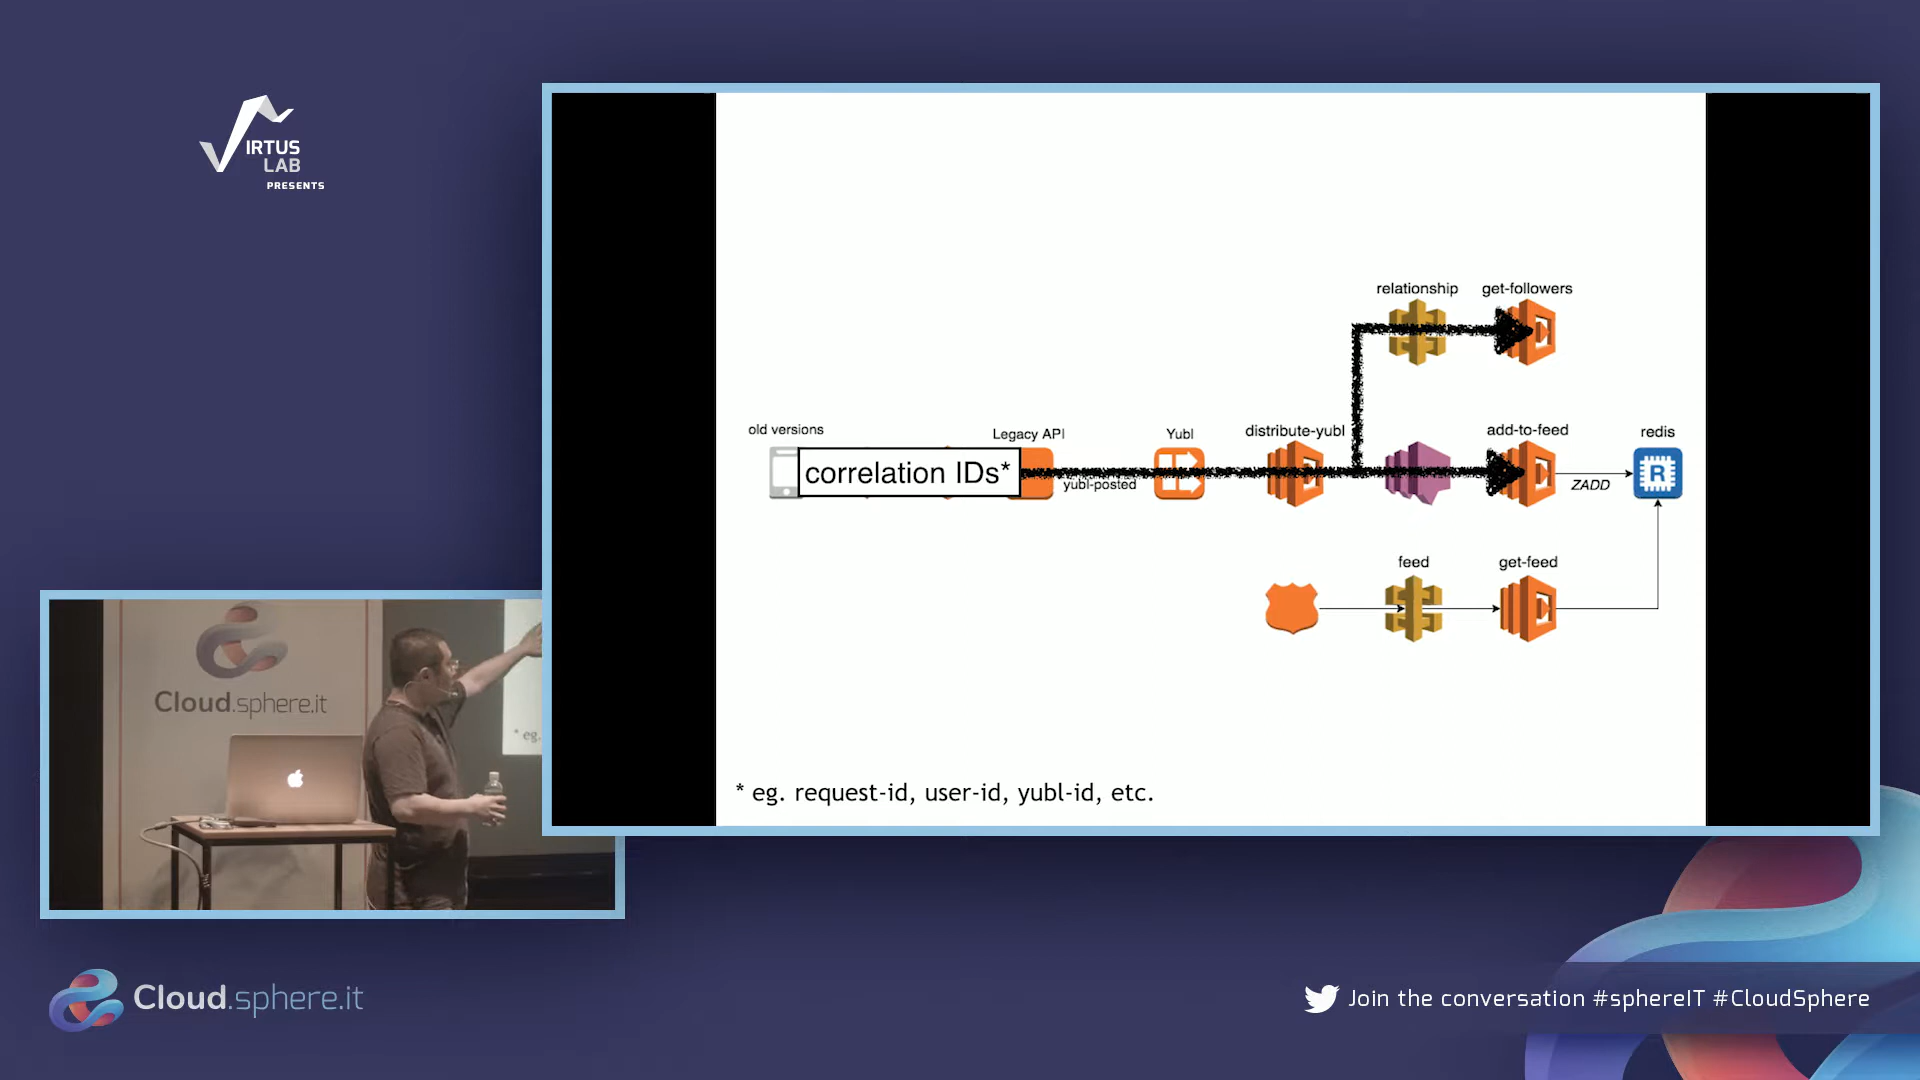 VIRTUS
LAB
PRESENTS
relationship get-followers
old versions Legacy API Yubl distribute-yubl add-to-feed redis
correlation IDs*
yubl-posted
ZADD
R
feed get-feed
* eg. request-id, user-id, yubl-id, etc.
Cloud.sphere.it
* eg.
Cloud.sphere.it
Join the conversation #sphereIT #CloudSphere